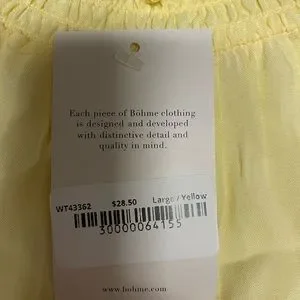 Each piece of Böhme clothing
is designed and developed
with distinctive detail and
quality in mind.
WT43362 $28.50 Large / Yellow
30000064155
www.bohme.com